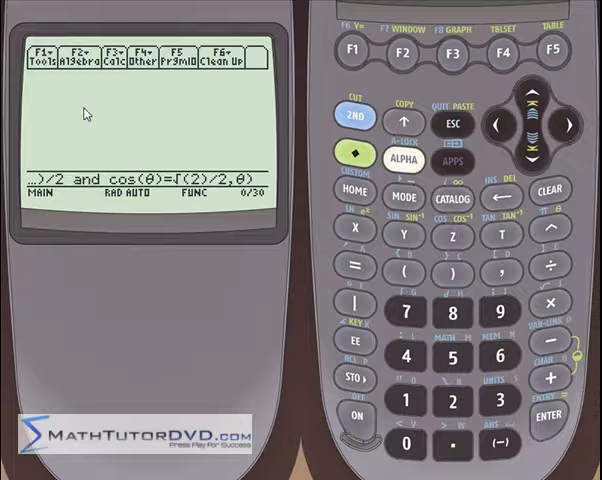 F6 Y= F7 WINDOW F8 GRAPH TBLSET TABLE
F1 F2 F3 F4 F5
F1 F2 F3 F4 F5 F6
Tools Algebra Calc Other PrgmIO Clean Up
...)/2 and cos(θ)=√(2)/2,θ)
MAIN RAD AUTO FUNC 0/30
CUT COPY QUIT PASTE
2ND ↑ ESC
A-LOCK
◆ ALPHA APPS
CUSTOM
HOME MODE CATALOG ← CLEAR
INS DEL
LN eˣ SIN SIN⁻¹ COS COS⁻¹ TAN TAN⁻¹ π θ
X Y Z T ^
= ( ) , ÷
| 7 8 9 ×
KEY K MATH M MEM N VAR-LINK O
EE 4 5 6 −
RCL P UNITS S CHAR R
STO▸ 1 2 3 +
OFF ANS ENTRY =
ON 0 . (−) ENTER
MATHTUTORDVD.COM
Press Play For Success